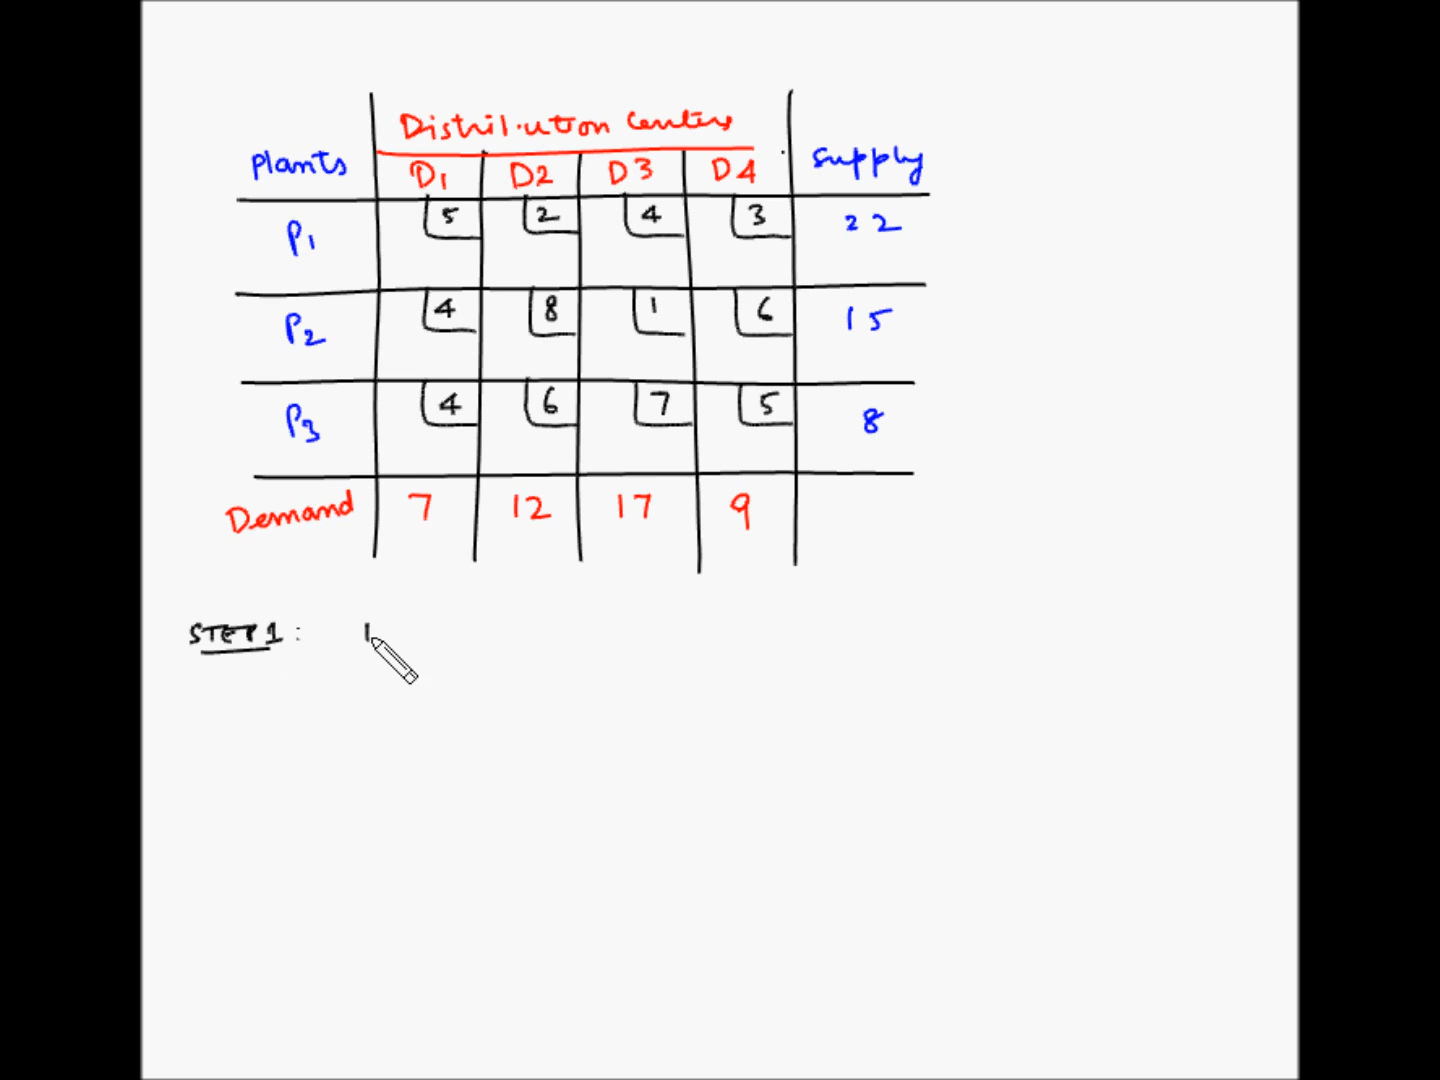 Distribution Centers
Plants D1 D2 D3 D4 Supply
P1 5 2 4 3 22
P2 4 8 1 6 15
P3 4 6 7 5 8
Demand 7 12 17 9
STEP 1 :